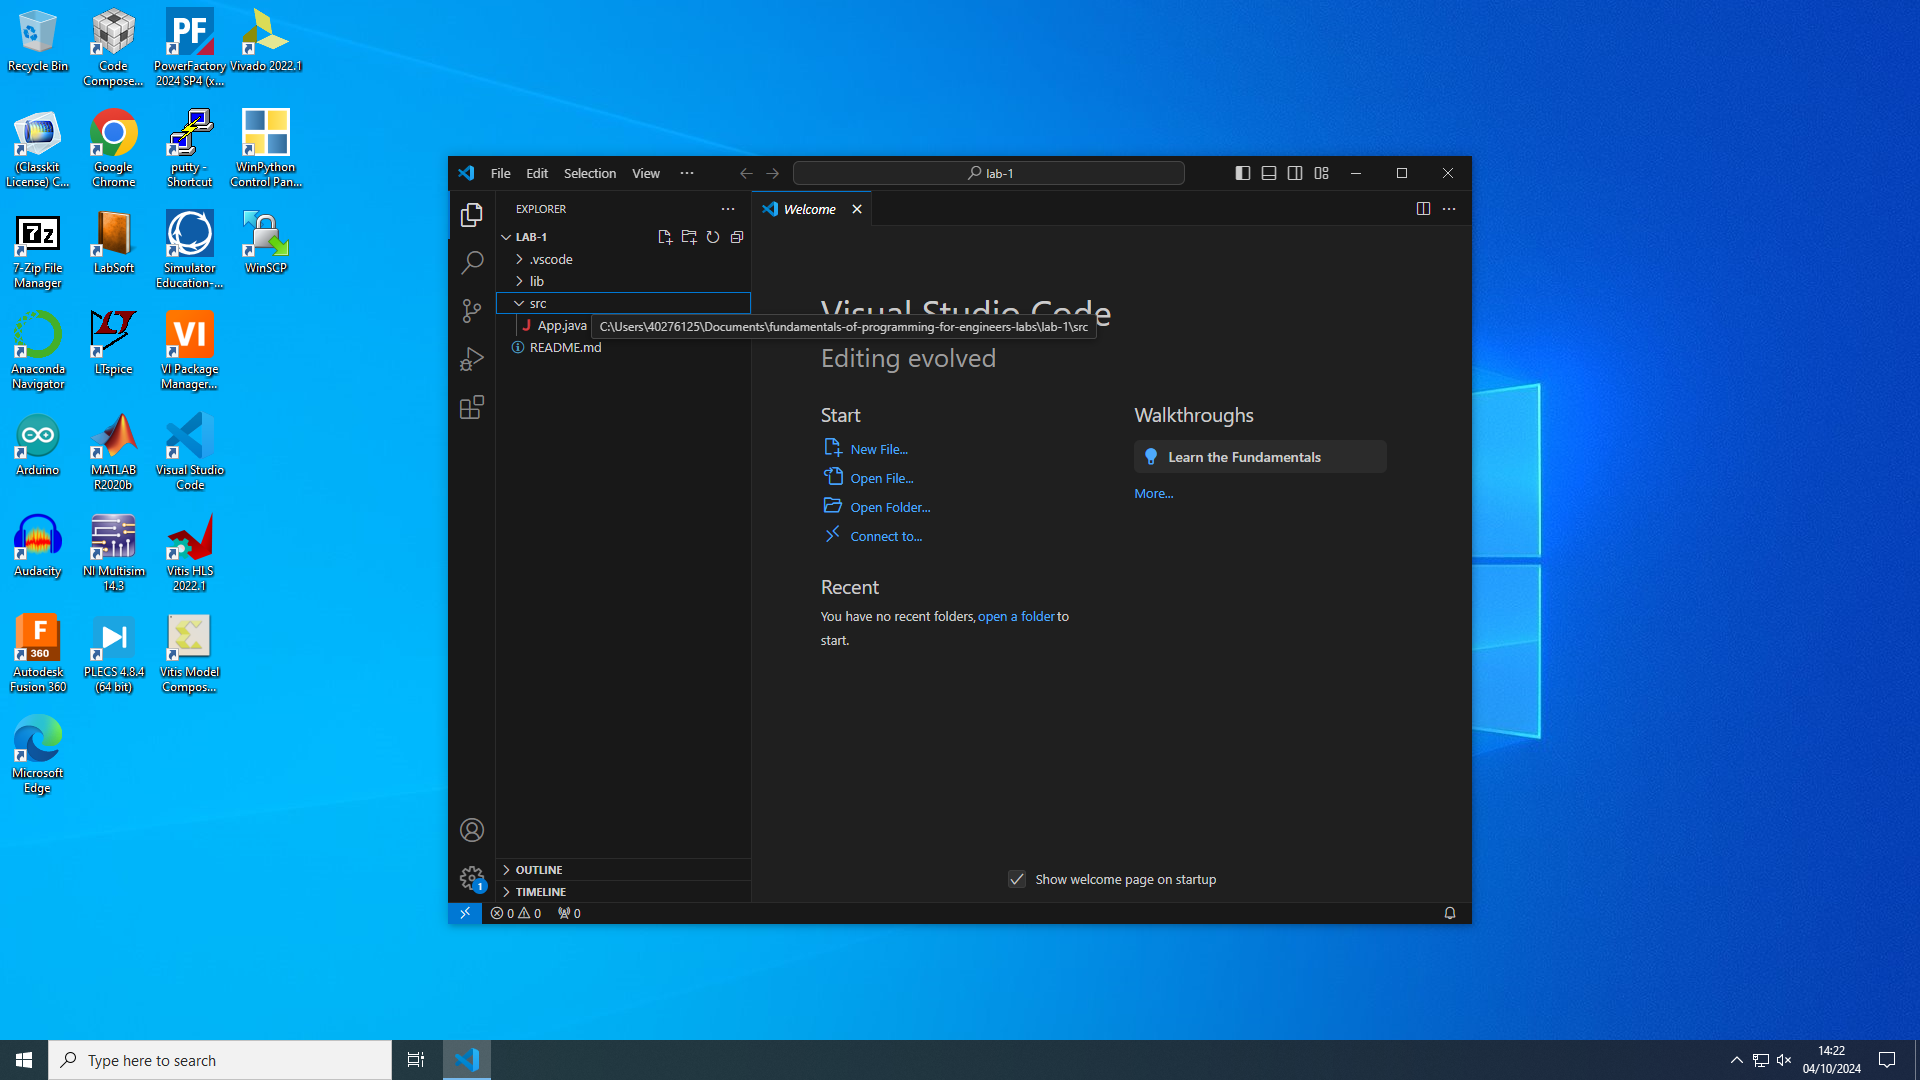 Recycle Bin
Code
Compose...
PF
PowerFactory
2024 SP4 (x...
Vivado 2022.1
(Classkit
License) C...
Google
Chrome
putty -
Shortcut
WinPython
Control Pan...
7z
7-Zip File
Manager
LabSoft
Simulator
Education-...
WinSCP
Anaconda
Navigator
LTspice
VI
VI Package
Manager...
Arduino
MATLAB
R2020b
Visual Studio
Code
Audacity
NI Multisim
14.3
Vitis HLS
2022.1
F
360
Autodesk
Fusion 360
PLECS 4.8.4
(64 bit)
Vitis Model
Compos...
Microsoft
Edge
File Edit Selection View ... lab-1
EXPLORER
Welcome
LAB-1
.vscode
lib
src
J App.java
C:\Users\40276125\Documents\fundamentals-of-programming-for-engineers-labs\lab-1\src
README.md
Visual Studio Code
Editing evolved
Start
New File...
Open File...
Open Folder...
Connect to...
Recent
You have no recent folders, open a folder to
start.
Walkthroughs
Learn the Fundamentals
More...
Show welcome page on startup
1
OUTLINE
TIMELINE
0 0 0
Type here to search
14:22
04/10/2024